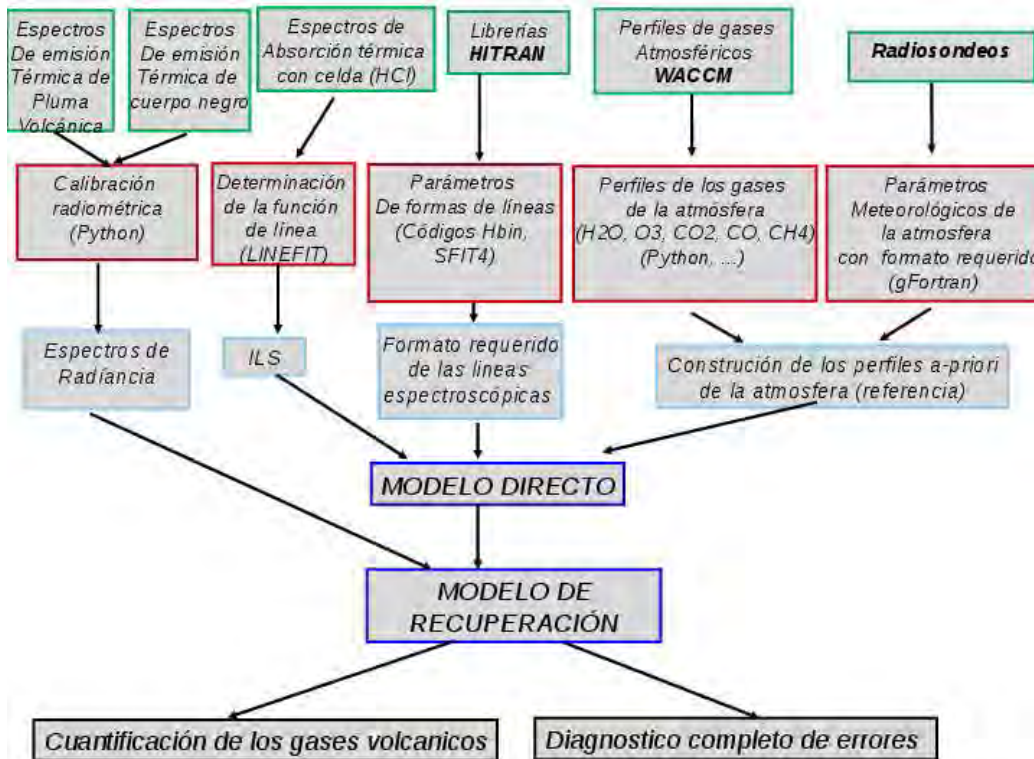 Espectros
De emisión
Térmica de
Pluma
Volcánica
Espectros
De emisión
Térmica de
cuerpo negro
Espectros de
Absorción térmica
con celda (HCl)
Librerías
HITRAN
Perfiles de gases
Atmosféricos
WACCM
Radiosondeos
Calibración
radiométrica
(Python)
Determinación
de la función
de línea
(LINEFIT)
Parámetros
De formas de líneas
(Códigos Hbin,
SFIT4)
Perfiles de los gases
de la atmósfera
(H2O, O3, CO2, CO, CH4)
(Python, ....)
Parámetros
Meteorológicos de
la atmosfera
con formato requerido
(gFortran)
Espectros de
Radíancia
ILS
Formato requerido
de las lineas
espectroscópicas
Construción de los perfiles a-priori
de la atmosfera (referencia)
MODELO DIRECTO
MODELO DE
RECUPERACIÓN
Cuantificación de los gases volcanicos
Diagnostico completo de errores